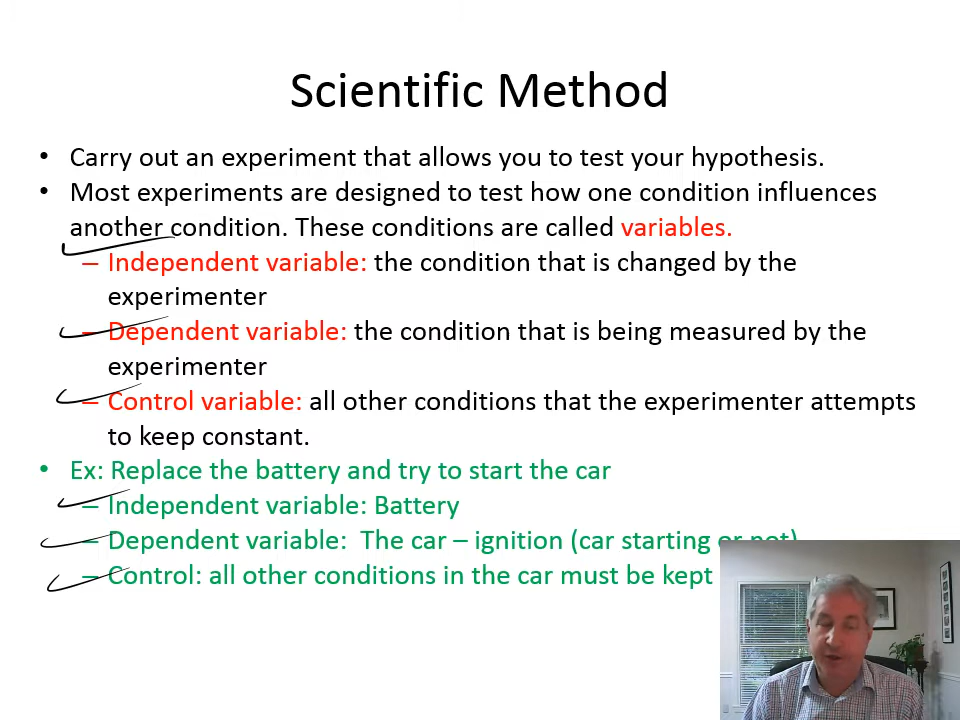 Scientific Method
• Carry out an experiment that allows you to test your hypothesis.
• Most experiments are designed to test how one condition influences
another condition. These conditions are called variables.
– Independent variable: the condition that is changed by the
experimenter
– Dependent variable: the condition that is being measured by the
experimenter
– Control variable: all other conditions that the experimenter attempts
to keep constant.
• Ex: Replace the battery and try to start the car
– Independent variable: Battery
– Dependent variable: The car – ignition (car starting or not)
– Control: all other conditions in the car must be kept